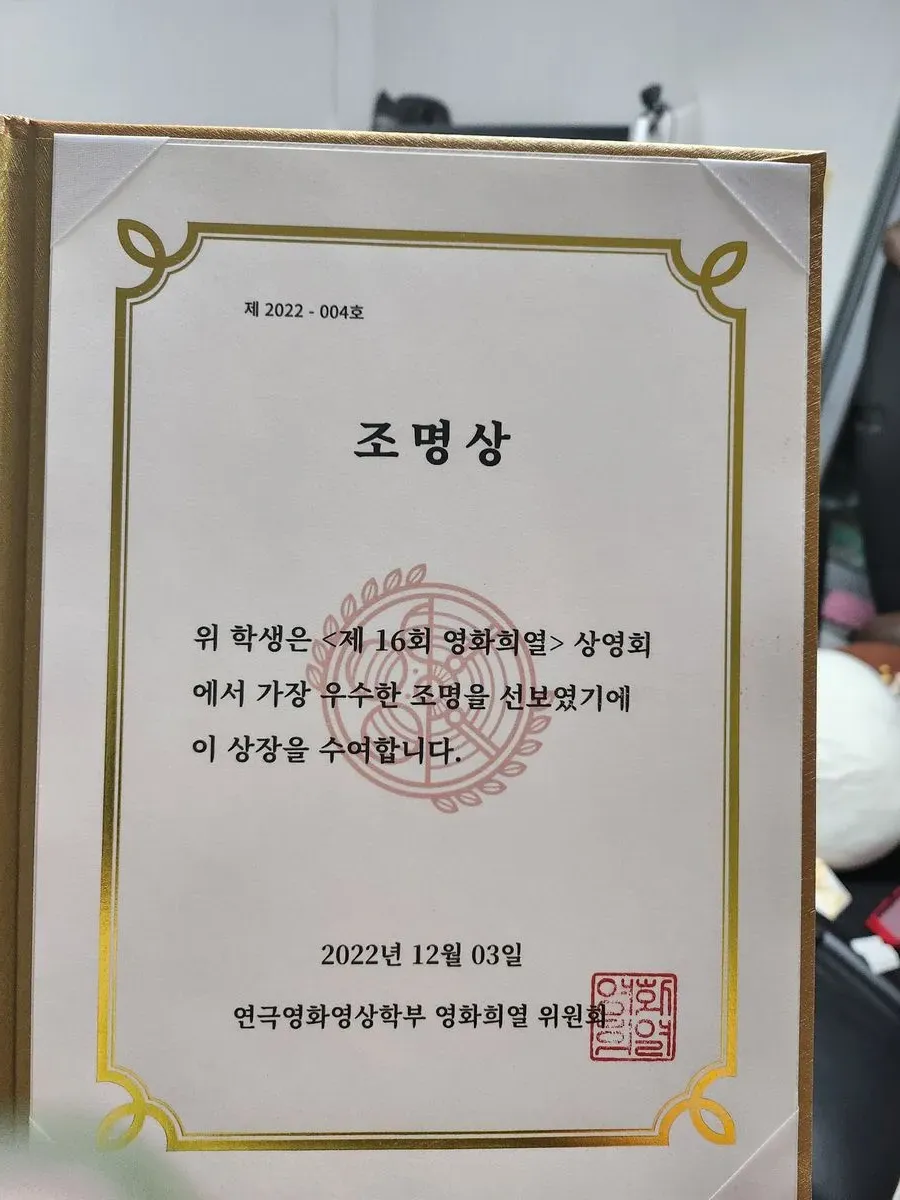 제 2022 - 004호
조명상
위 학생은 <제 16회 영화희열> 상영회
에서 가장 우수한 조명을 선보였기에
이 상장을 수여합니다.
2022년 12월 03일
연극영화영상학부 영화희열 위원회